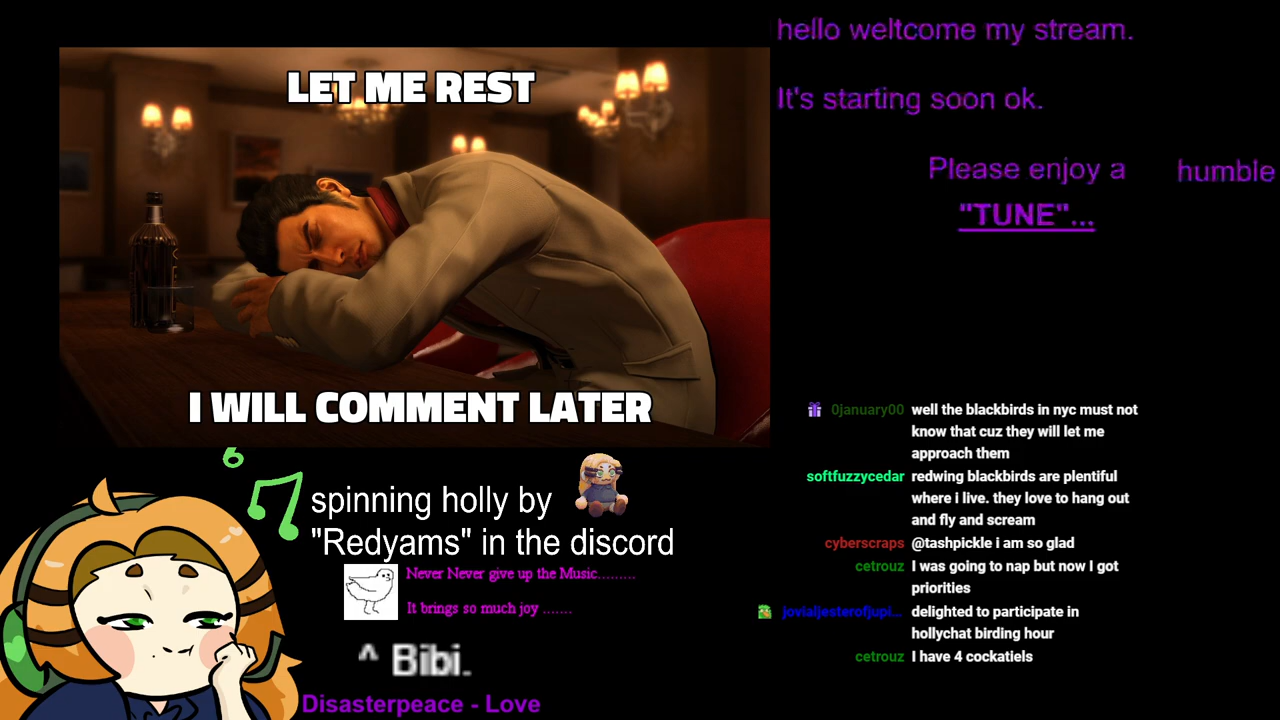 LET ME REST
I WILL COMMENT LATER
hello weltcome my stream.
It's starting soon ok.
Please enjoy a humble
"TUNE"...
0january00 well the blackbirds in nyc must not
know that cuz they will let me
approach them
softfuzzycedar redwing blackbirds are plentiful
where i live. they love to hang out
and fly and scream
cyberscraps @tashpickle i am so glad
cetrouz I was going to nap but now I got
priorities
jovialjesterofjupi... delighted to participate in
hollychat birding hour
cetrouz I have 4 cockatiels
spinning holly by
"Redyams" in the discord
Never Never give up the Music.........
It brings so much joy .......
^ Bibi.
Disasterpeace - Love